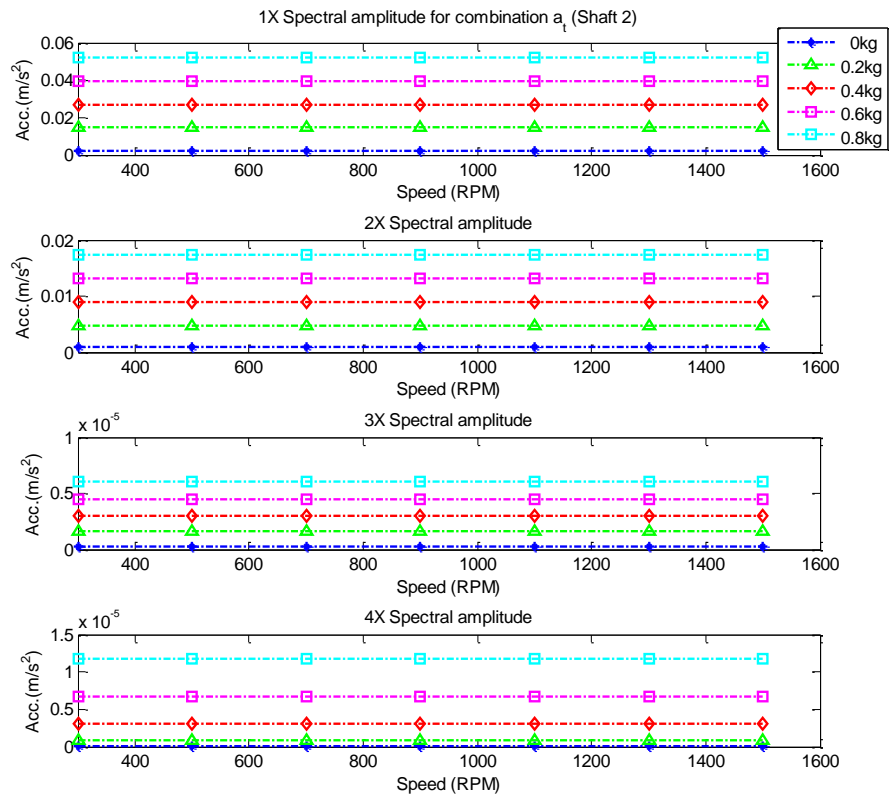 1X Spectral amplitude for combination a_t (Shaft 2)
0.06
0.04
0.02
0
Acc.(m/s²)
400 600 800 1000 1200 1400 1600
Speed (RPM)
0kg
0.2kg
0.4kg
0.6kg
0.8kg
2X Spectral amplitude
0.02
0.01
0
Acc.(m/s²)
400 600 800 1000 1200 1400 1600
Speed (RPM)
3X Spectral amplitude
x 10⁻⁵
1
0.5
0
Acc.(m/s²)
400 600 800 1000 1200 1400 1600
Speed (RPM)
4X Spectral amplitude
x 10⁻⁵
1.5
1
0.5
0
Acc.(m/s²)
400 600 800 1000 1200 1400 1600
Speed (RPM)